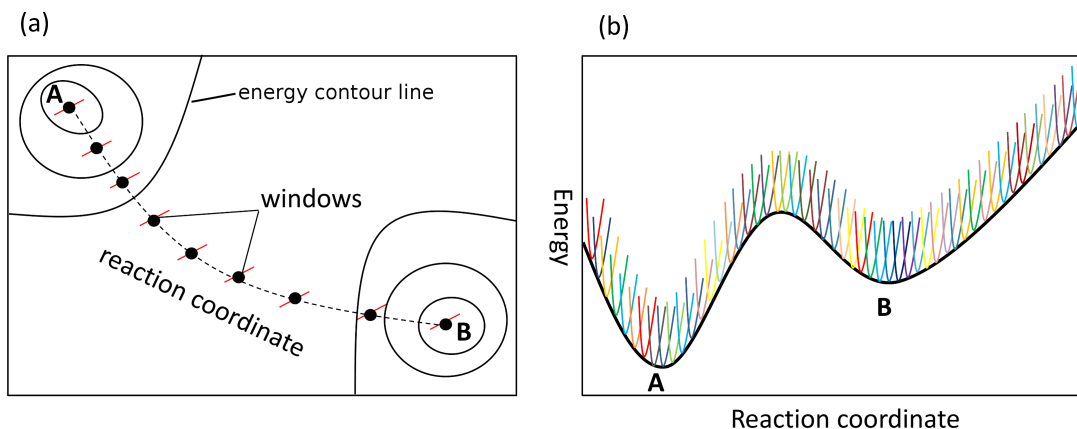 (a)
A
energy contour line
windows
reaction coordinate
B
(b)
Energy
A
B
Reaction coordinate